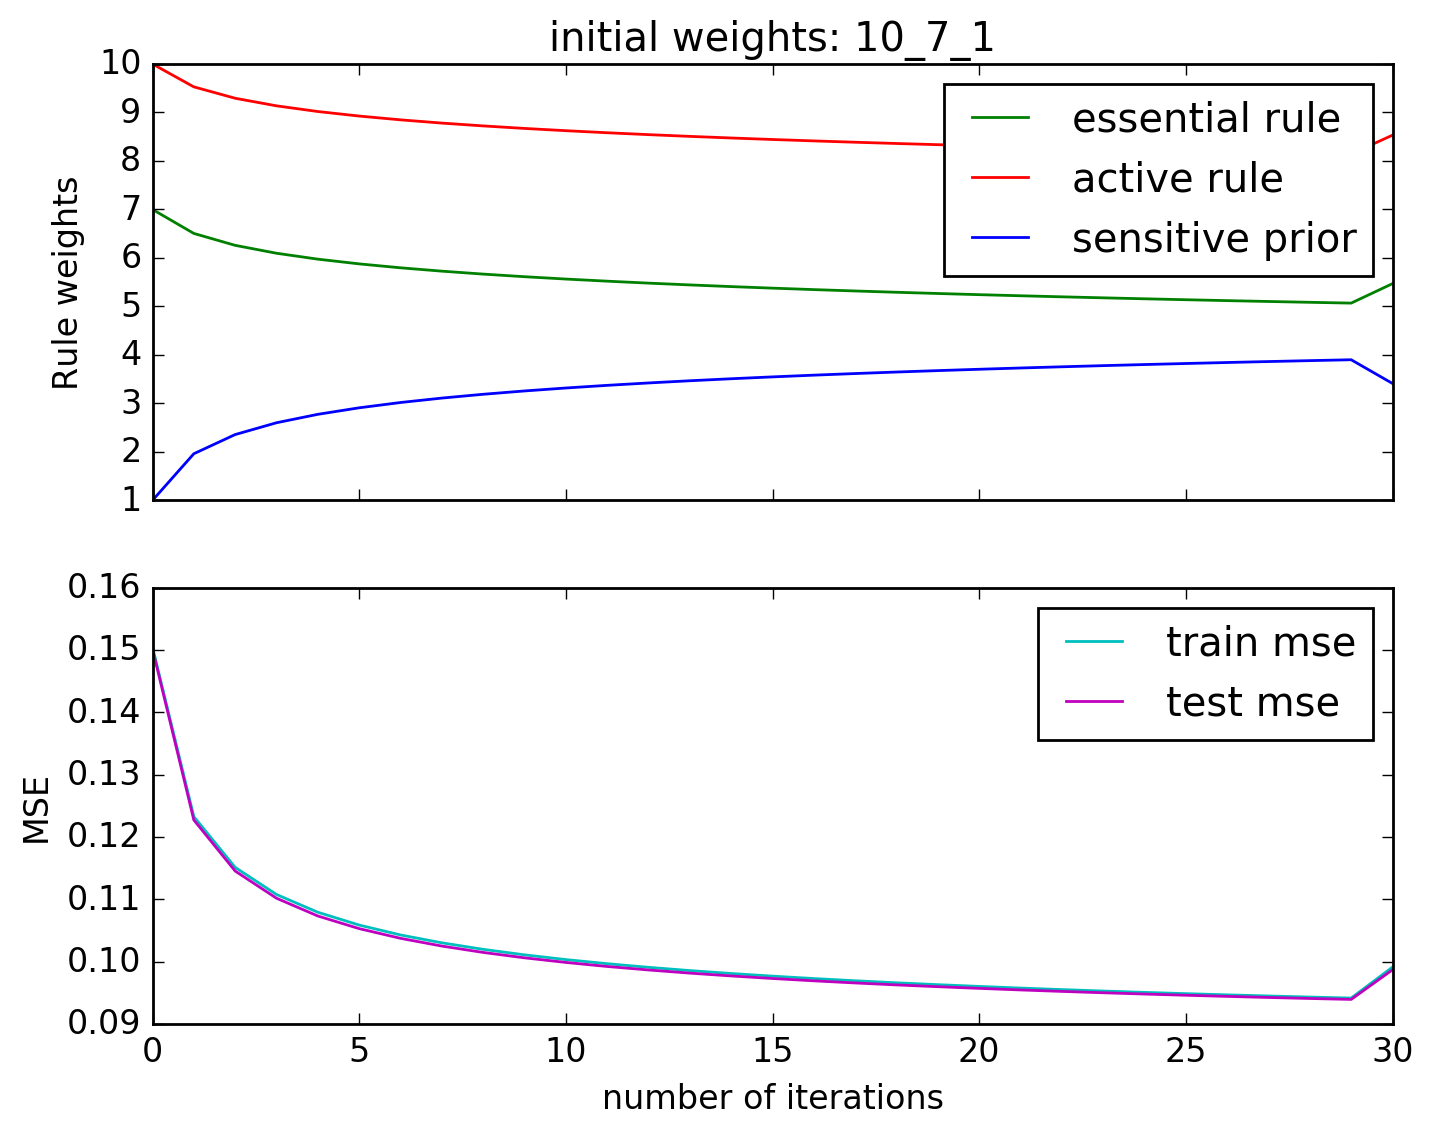 initial weights: 10_7_1
10
9
8
7
6
5
4
3
2
1
Rule weights
essential rule
active rule
sensitive prior
0.16
0.15
0.14
0.13
0.12
0.11
0.10
0.09
MSE
train mse
test mse
0 5 10 15 20 25 30
number of iterations